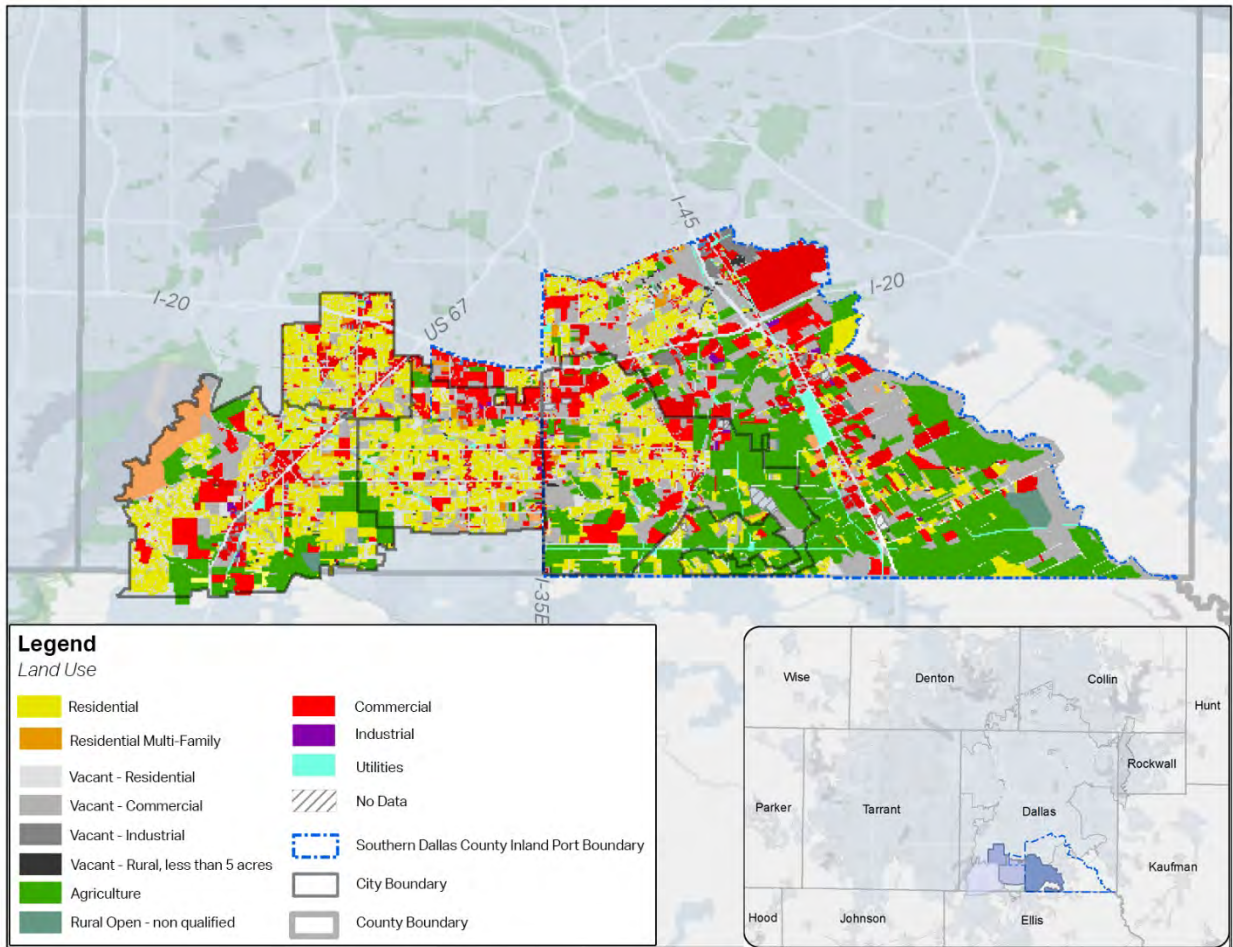 I-45
I-20
I-20
US 67
I-35E
Legend
Land Use
Residential
Residential Multi-Family
Vacant - Residential
Vacant - Commercial
Vacant - Industrial
Vacant - Rural, less than 5 acres
Agriculture
Rural Open - non qualified
Commercial
Industrial
Utilities
No Data
Southern Dallas County Inland Port Boundary
City Boundary
County Boundary
Wise
Denton
Collin
Hunt
Rockwall
Parker
Tarrant
Dallas
Kaufman
Hood
Johnson
Ellis